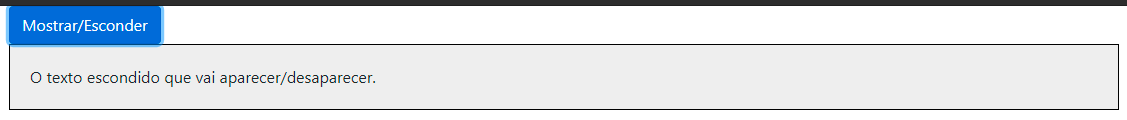 Mostrar/Esconder
O texto escondido que vai aparecer/desaparecer.